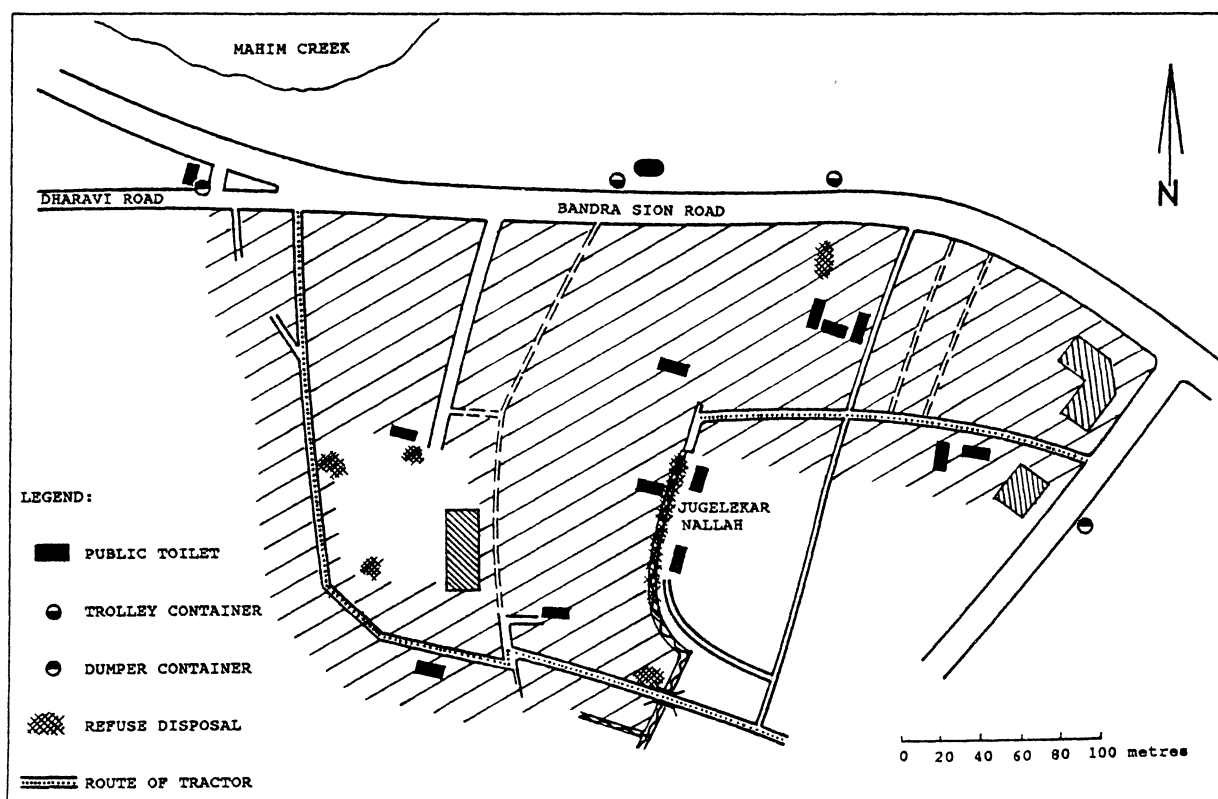 MAHIM CREEK
N
DHARAVI ROAD
BANDRA SION ROAD
JUGELEKAR
NALLAH
LEGEND:
PUBLIC TOILET
TROLLEY CONTAINER
DUMPER CONTAINER
REFUSE DISPOSAL
ROUTE OF TRACTOR
0 20 40 60 80 100 metres